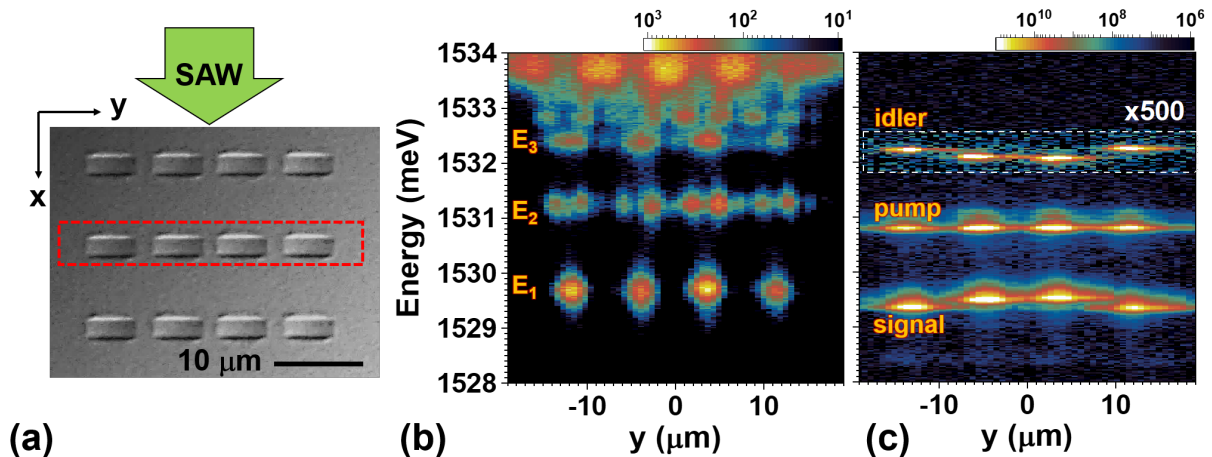 SAW
y
x
10 μm
(a)
10³ 10² 10¹
1534
1533
1532
1531
1530
1529
1528
Energy (meV)
E₃
E₂
E₁
-10 0 10
y (μm)
(b)
10¹⁰ 10⁸ 10⁶
idler
x500
pump
signal
-10 0 10
y (μm)
(c)